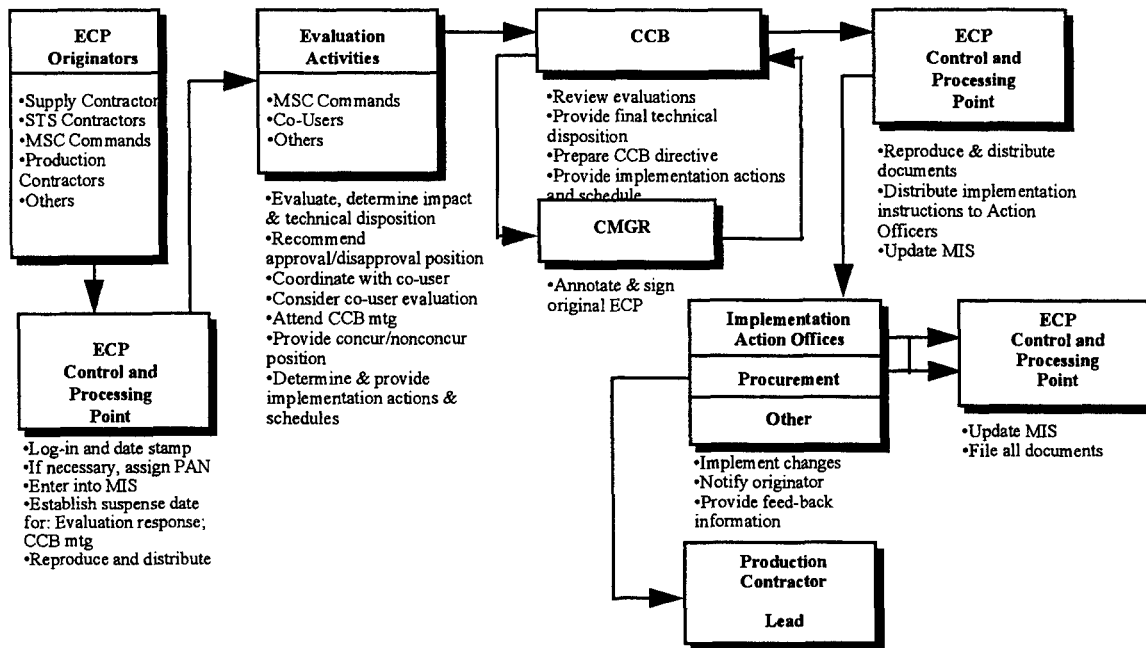 ECP
Originators
•Supply Contractor
•STS Contractors
•MSC Commands
•Production
Contractors
•Others
ECP
Control and
Processing
Point
•Log-in and date stamp
•If necessary, assign PAN
•Enter into MIS
•Establish suspense date
for: Evaluation response;
CCB mtg
•Reproduce and distribute
Evaluation
Activities
•MSC Commands
•Co-Users
•Others
•Evaluate, determine impact
& technical disposition
•Recommend
approval/disapproval position
•Coordinate with co-user
•Consider co-user evaluation
•Attend CCB mtg
•Provide concur/nonconcur
position
•Determine & provide
implementation actions &
schedules
CCB
•Review evaluations
•Provide final technical
disposition
•Prepare CCB directive
•Provide implementation actions
and schedule
CMGR
•Annotate & sign
original ECP
ECP
Control and
Processing
Point
•Reproduce & distribute
documents
•Distribute implementation
instructions to Action
Officers
•Update MIS
Implementation
Action Offices
Procurement
Other
•Implement changes
•Notify originator
•Provide feed-back
information
ECP
Control and
Processing
Point
•Update MIS
•File all documents
Production
Contractor
Lead